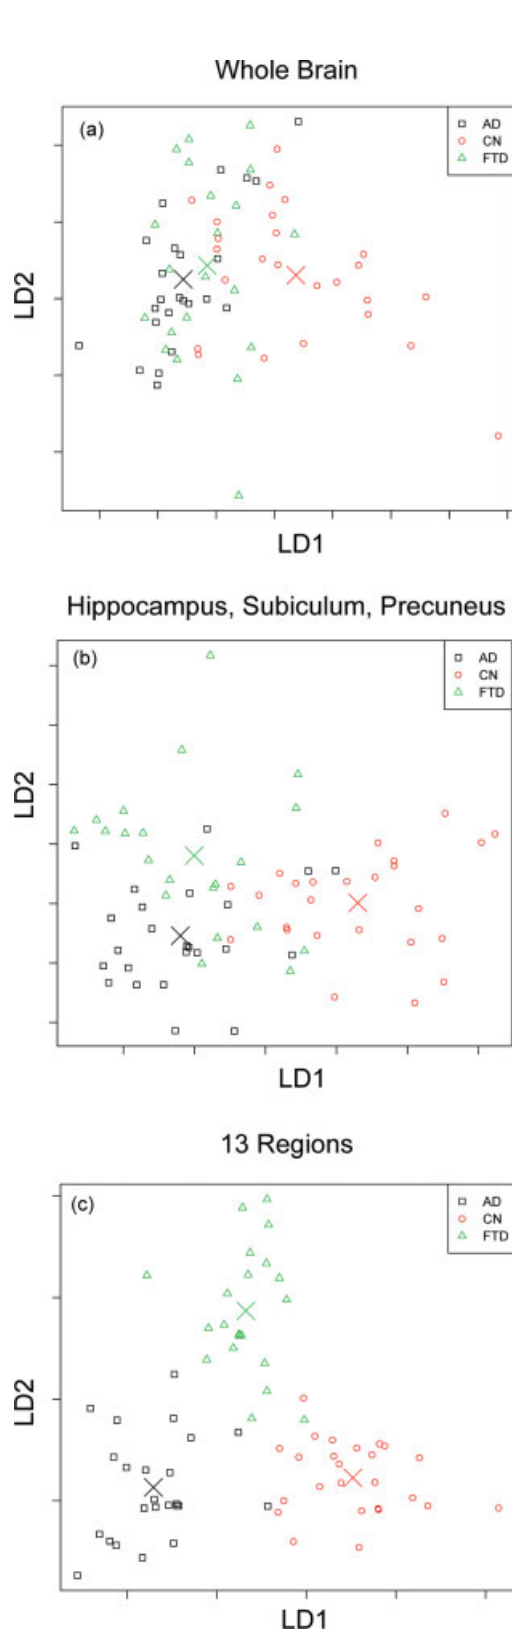 Whole Brain
(a)
AD
CN
FTD
LD2
LD1
Hippocampus, Subiculum, Precuneus
(b)
AD
CN
FTD
LD2
LD1
13 Regions
(c)
AD
CN
FTD
LD2
LD1